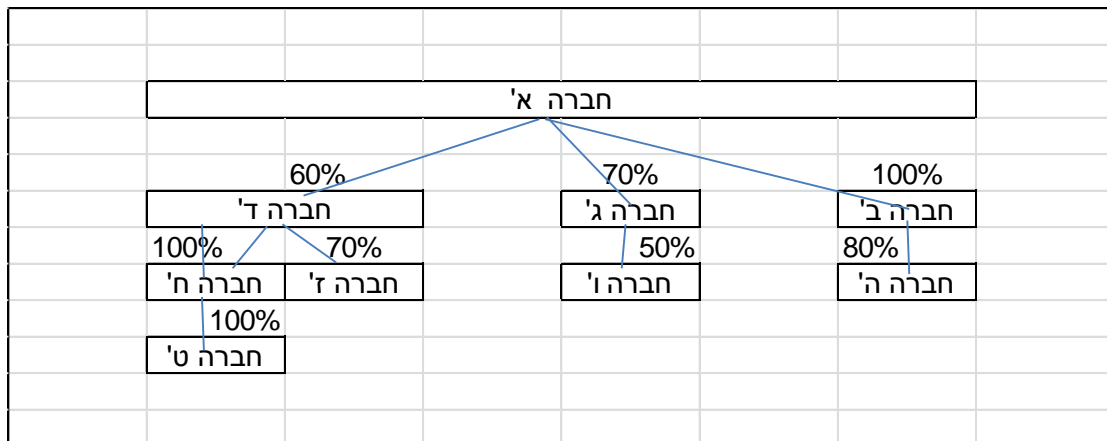 חברה א'
100%
70%
60%
חברה ב'
חברה ג'
חברה ד'
80%
50%
70%
100%
חברה ה'
חברה ו'
חברה ז'
חברה ח'
100%
חברה ט'